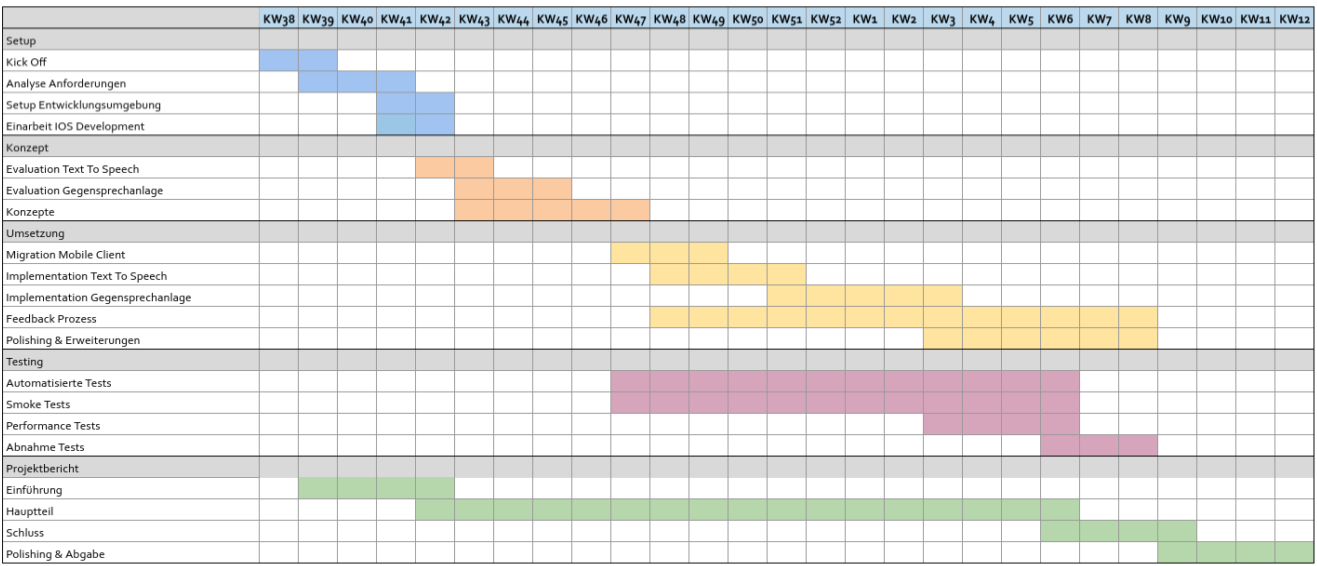 KW38 KW39 KW40 KW41 KW42 KW43 KW44 KW45 KW46 KW47 KW48 KW49 KW50 KW51 KW52 KW1 KW2 KW3 KW4 KW5 KW6 KW7 KW8 KW9 KW10 KW11 KW12
Setup
Kick Off
Analyse Anforderungen
Setup Entwicklungsumgebung
Einarbeit IOS Development
Konzept
Evaluation Text To Speech
Evaluation Gegensprechanlage
Konzepte
Umsetzung
Migration Mobile Client
Implementation Text To Speech
Implementation Gegensprechanlage
Feedback Prozess
Polishing & Erweiterungen
Testing
Automatisierte Tests
Smoke Tests
Performance Tests
Abnahme Tests
Projektbericht
Einführung
Hauptteil
Schluss
Polishing & Abgabe